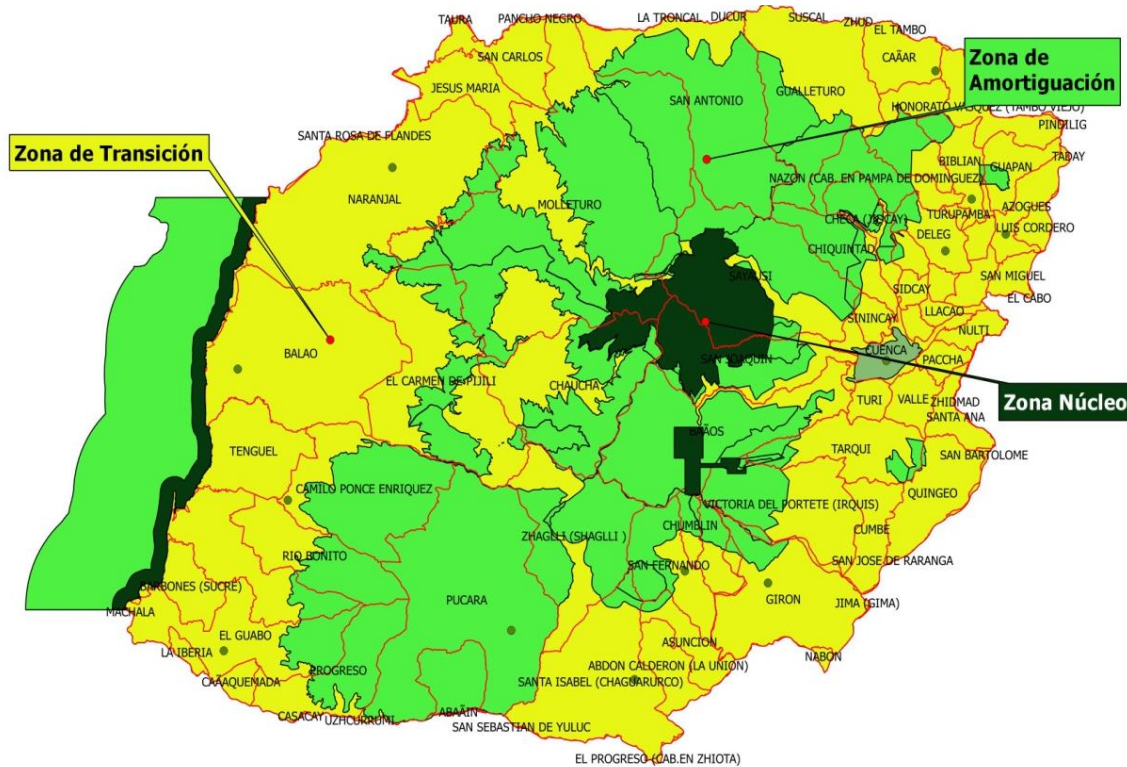 TAURA
PANCUO NEGRO
LA TRONCAL
DUCUR
SUSCAL
ZHUD
EL TAMBO
SAN CARLOS
CAÃAR
Zona de
Amortiguación
JESUS MARIA
SAN ANTONIO
GUALLETURO
HONORATO VASQUEZ (TAMBO VIEJO)
PINDILIG
SANTA ROSA DE FLANDES
Zona de Transición
BIBLIAN
GUAPAN
TADAY
NAZON (CAB. EN PAMPA DE DOMINGUEZ)
NARANJAL
MOLLETURO
AZOGUES
TURUPAMBA
LUIS CORDERO
DELEG
CHIQUINTAD
SAYAUSI
SAN MIGUEL
SIDCAY
EL CABO
LLACAO
SININCAY
NULTI
BALAO
CUENCA
PACCHA
SAN JOAQUIN
EL CARMEN DE PIJILI
CHAUCHA
Zona Núcleo
TURI
VALLE
ZHIDMAD
SANTA ANA
BAÃOS
TENGUEL
TARQUI
SAN BARTOLOME
CAMILO PONCE ENRIQUEZ
QUINGEO
VICTORIA DEL PORTETE (IRQUIS)
CHUMBLIN
CUMBE
ZHAGLLI (SHAGLLI )
RIO BONITO
SAN JOSE DE RARANGA
SAN FERNANDO
BARBONES (SUCRE)
PUCARA
GIRON
JIMA (GIMA)
MACHALA
EL GUABO
ASUNCION
LA IBERIA
NABON
ABDON CALDERON (LA UNION)
PROGRESO
SANTA ISABEL (CHAGUARURCO)
CAÃAQUEMADA
ABAÃIN
CASACAY
UZHCURRUMI
SAN SEBASTIAN DE YULUC
EL PROGRESO (CAB.EN ZHIOTA)